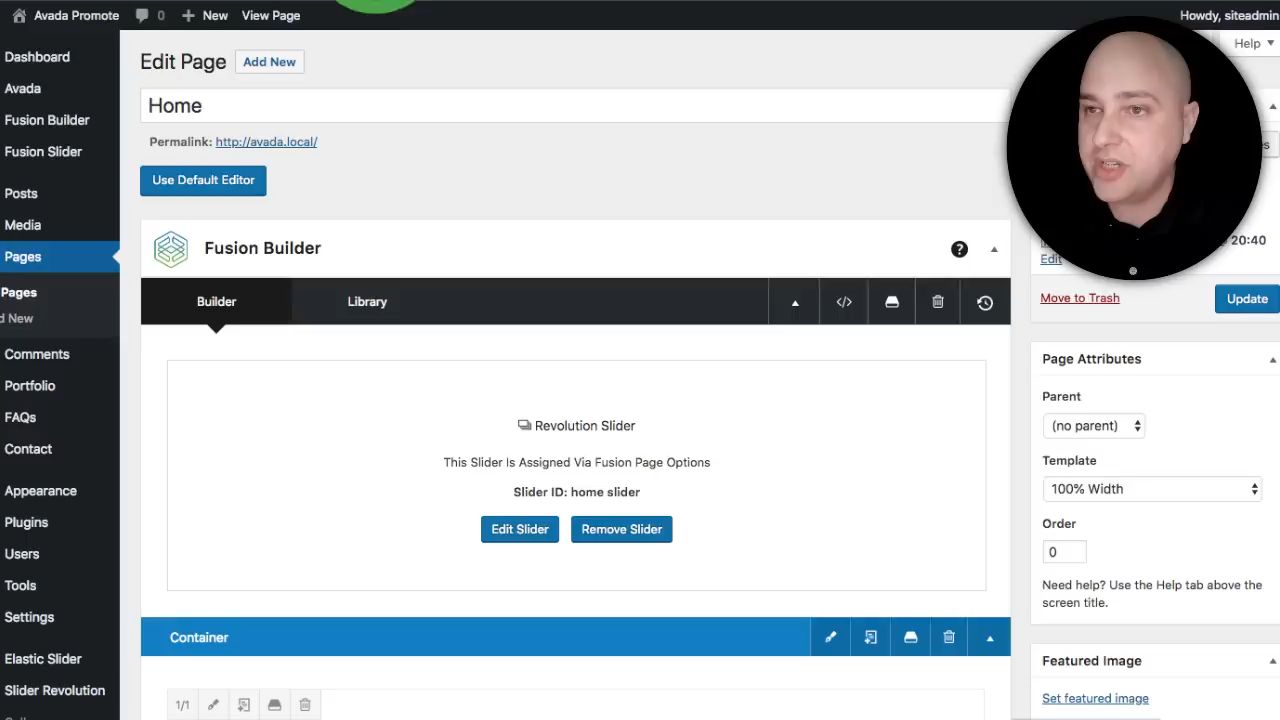 Avada Promote
0
New
View Page
Howdy, siteadmin
Help
Dashboard
Avada
Fusion Builder
Fusion Slider
Posts
Media
Pages
Pages
d New
Comments
Portfolio
FAQs
Contact
Appearance
Plugins
Users
Tools
Settings
Elastic Slider
Slider Revolution
Edit Page
Add New
Home
Permalink: http://avada.local/
Use Default Editor
Fusion Builder
?
Builder
Library
</>
Revolution Slider
This Slider Is Assigned Via Fusion Page Options
Slider ID: home slider
Edit Slider
Remove Slider
Container
1/1
es
20:40
Edit
Move to Trash
Update
Page Attributes
Parent
(no parent)
Template
100% Width
Order
0
Need help? Use the Help tab above the
screen title.
Featured Image
Set featured image